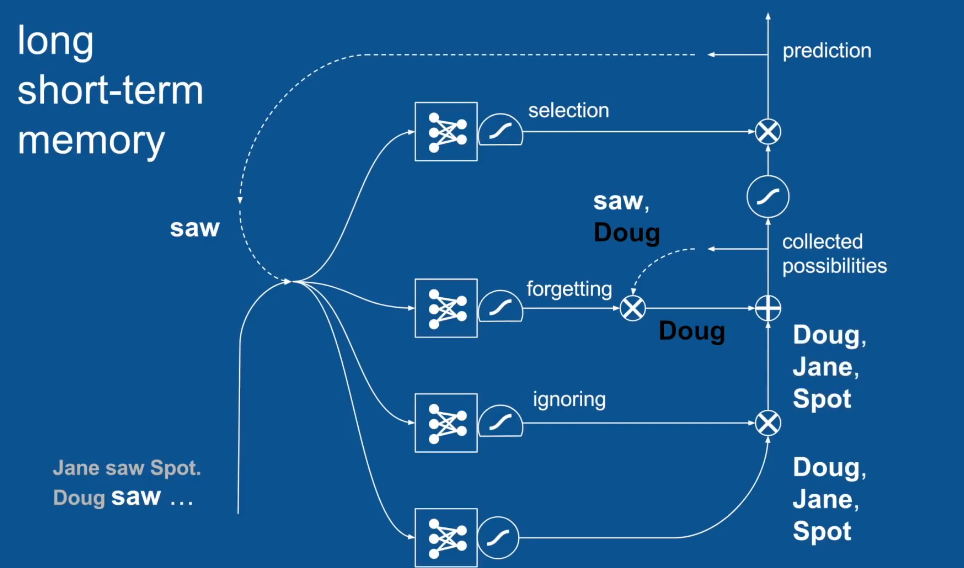 long
short-term
memory
prediction
selection
saw,
Doug
saw
collected
possibilities
forgetting
Doug
Doug,
Jane,
Spot
ignoring
Jane saw Spot.
Doug saw ...
Doug,
Jane,
Spot